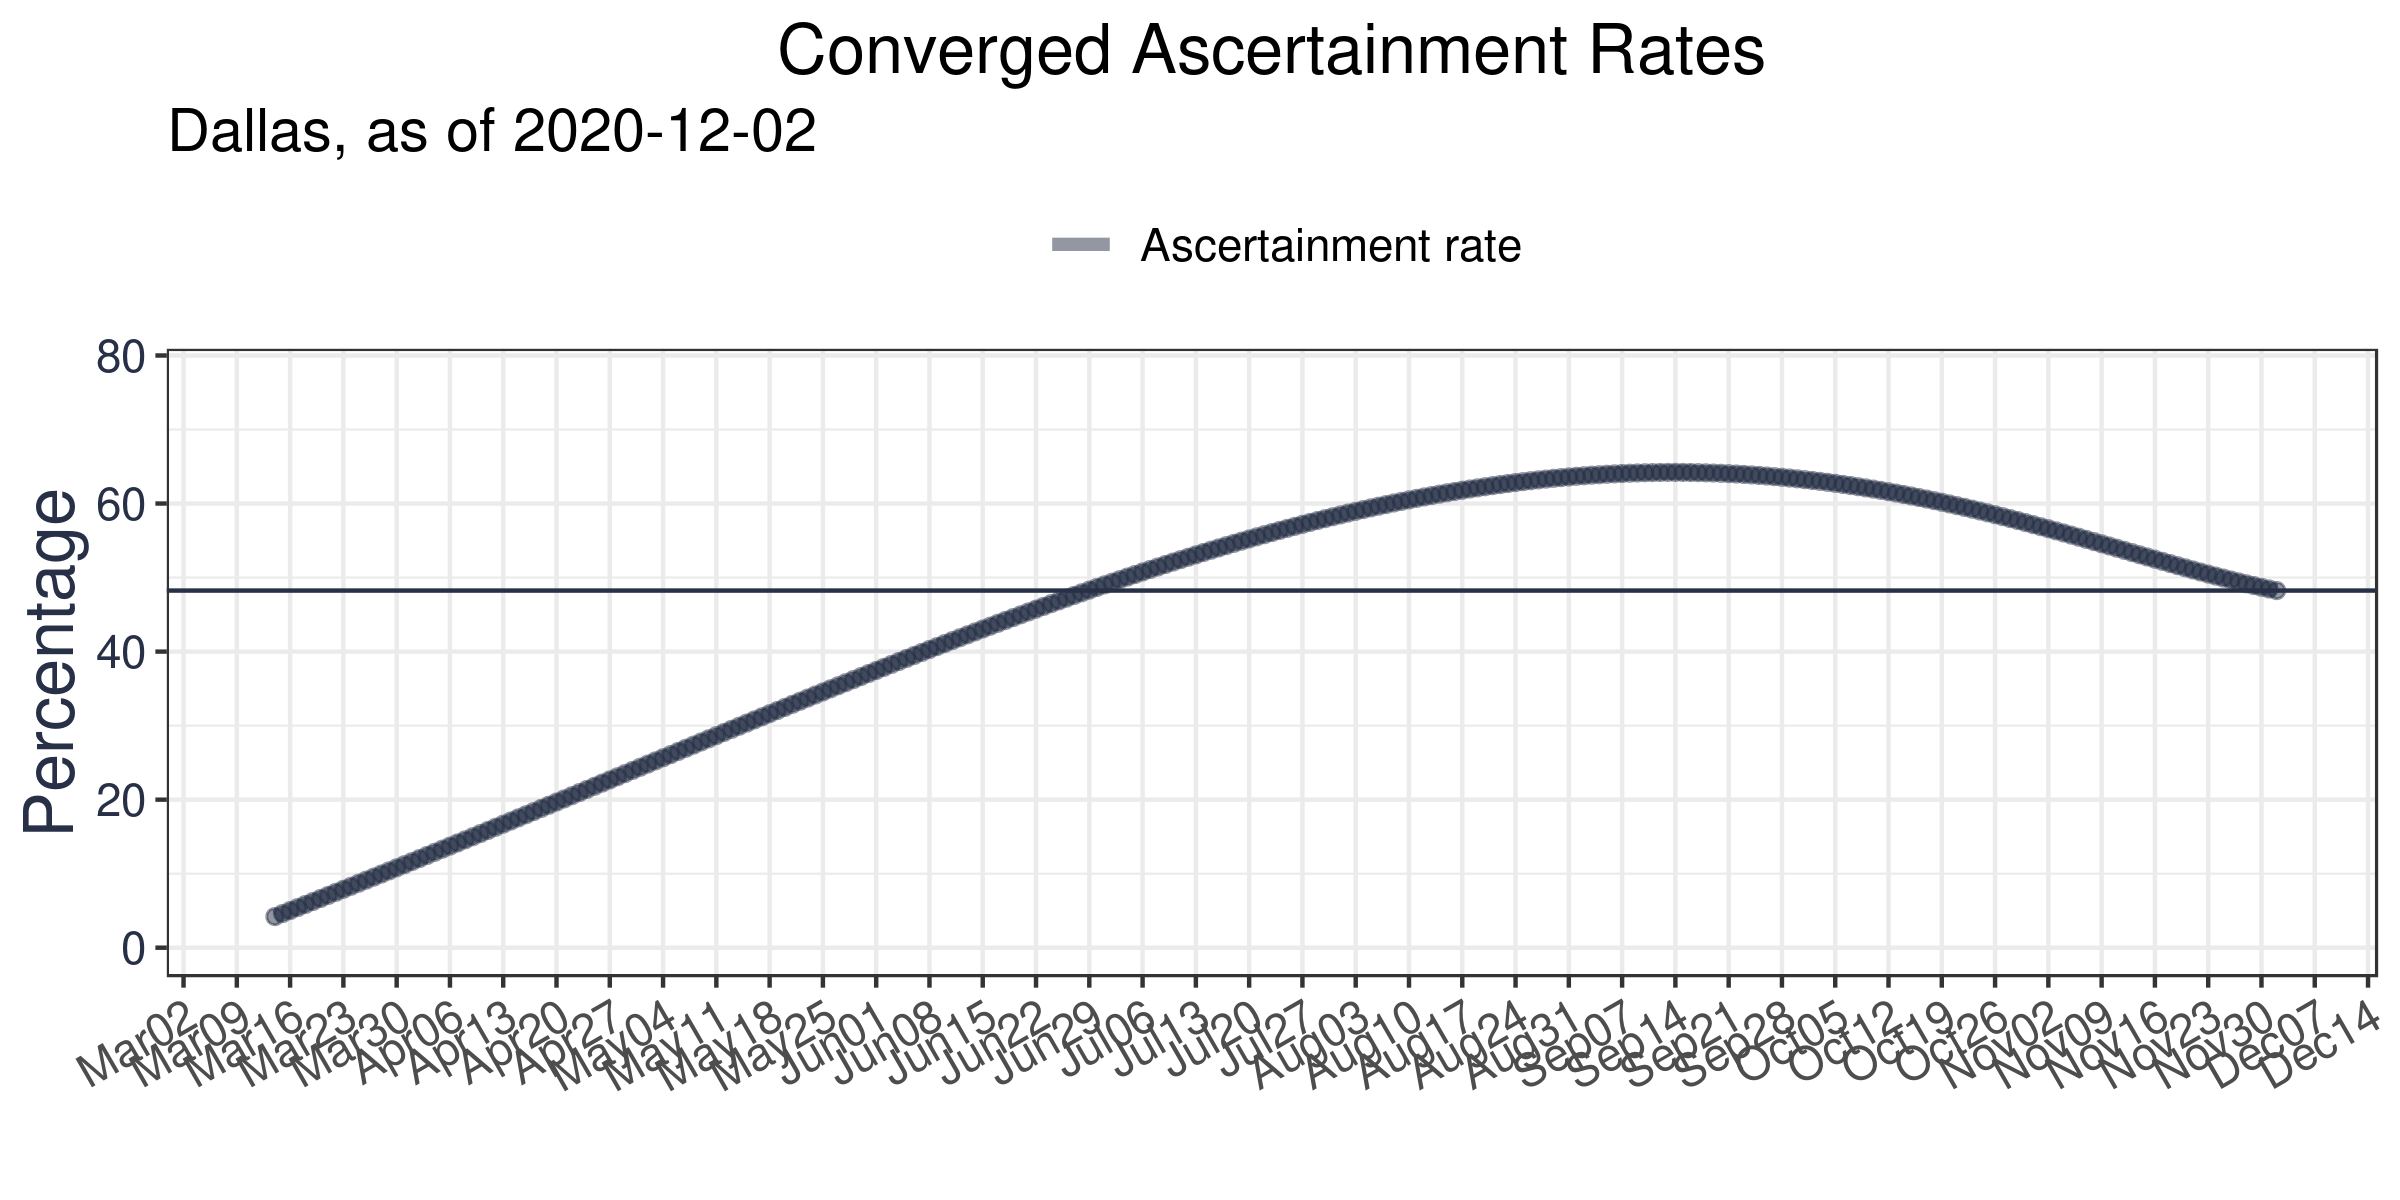 Converged Ascertainment Rates
Dallas, as of 2020-12-02
Ascertainment rate
Percentage
80
60
40
20
0
Mar02
Mar09
Mar16
Mar23
Mar30
Apr06
Apr13
Apr20
Apr27
May04
May11
May18
May25
Jun01
Jun08
Jun15
Jun22
Jun29
Jul06
Jul13
Jul20
Jul27
Aug03
Aug10
Aug17
Aug24
Aug31
Sep07
Sep14
Sep21
Sep28
Oct05
Oct12
Oct19
Oct26
Nov02
Nov09
Nov16
Nov23
Nov30
Dec07
Dec14